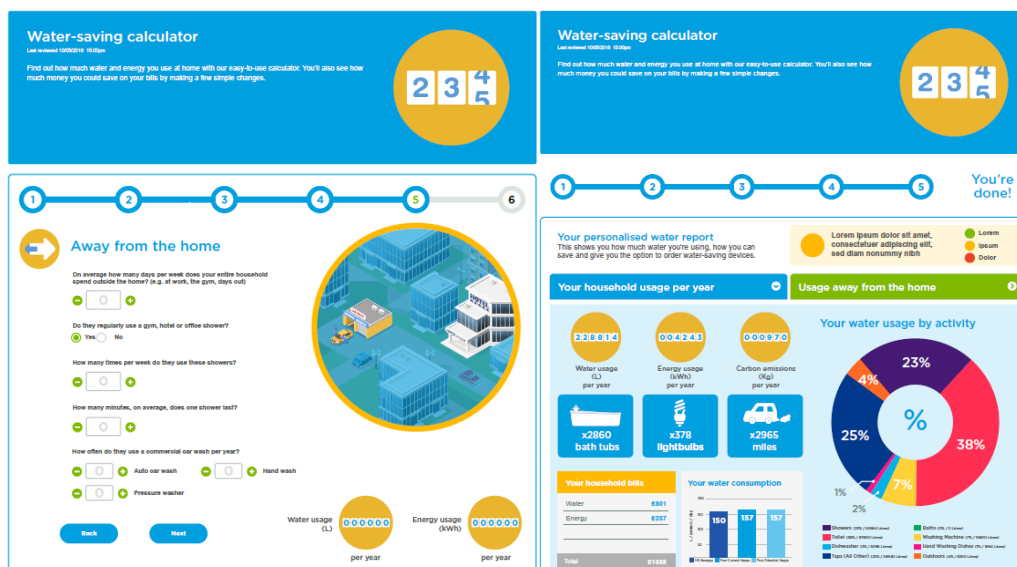 Water-saving calculator
Last reviewed 10/05/2018 15:00pm
Find out how much water and energy you use at home with our easy-to-use calculator. You'll also see how
much money you could save on your bills by making a few simple changes.
2 3 4 5
1 2 3 4 5 6
Away from the home
On average how many days per week does your entire household
spend outside the home? (e.g. at work, the gym, days out)
0
Do they regularly use a gym, hotel or office shower?
Yes No
How many times per week do they use these showers?
0
How many minutes, on average, does one shower last?
0
How often do they use a commersial car wash per year?
0 Auto car wash 0 Hand wash
0 Pressure washer
Back Next
Water usage
(L)
000000
per year
Energy usage
(kWh)
000000
per year
Water-saving calculator
Last reviewed 10/05/2018 15:00pm
Find out how much water and energy you use at home with our easy-to-use calculator. You'll also see how
much money you could save on your bills by making a few simple changes.
2 3 4 5
1 2 3 4 5
You're
done!
Your personalised water report
This shows you how much water you're using, how you can
save and give you the option to order water-saving devices.
Lorem ipsum dolor sit amet,
consectetuer adipiscing elit,
sed diam nonummy nibh
Lorem
Ipsum
Dolor
Your household usage per year
Usage away from the home
228814
Water usage
(L)
per year
004243
Energy usage
(kWh)
per year
000970
Carbon emissions
(Kg)
per year
x2860
bath tubs
x378
lightbulbs
x2965
miles
Your water usage by activity
23%
4%
25%
38%
%
7%
1%
2%
Your household bills
Water £801
Energy £237
Total £1038
Your water consumption
150 157 157
Your Current Usage
Your Potential Usage
Showers
Toilet
Dishwasher
Taps (All Other)
Baths
Washing Machine
Hand Washing Dishes
Outdoors